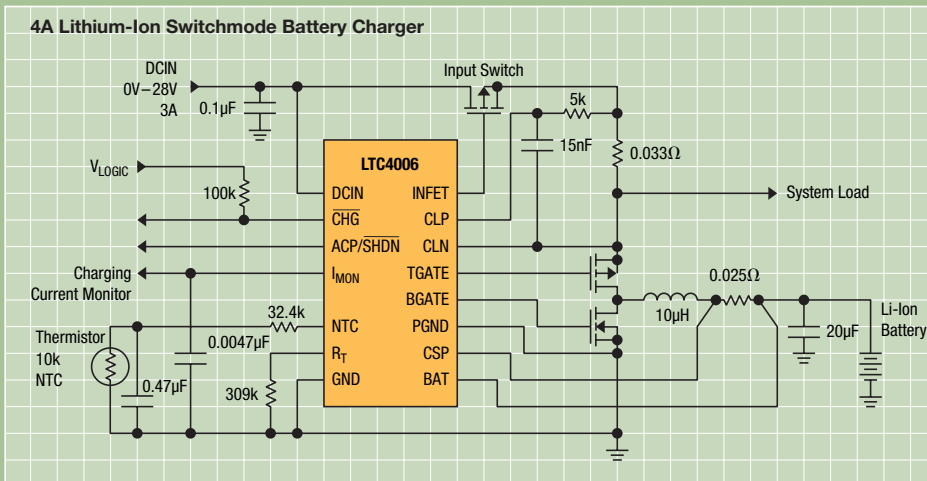 4A Lithium-Ion Switchmode Battery Charger
DCIN
0V–28V
3A
0.1µF
Input Switch
5k
15nF
0.033Ω
LTC4006
VLOGIC
100k
System Load
DCIN
INFET
CHG
CLP
ACP/SHDN
CLN
IMON
TGATE
BGATE
NTC
PGND
RT
CSP
GND
BAT
Charging
Current Monitor
0.025Ω
10µH
20µF
Li-Ion
Battery
32.4k
Thermistor
10k
NTC
0.0047µF
0.47µF
309k